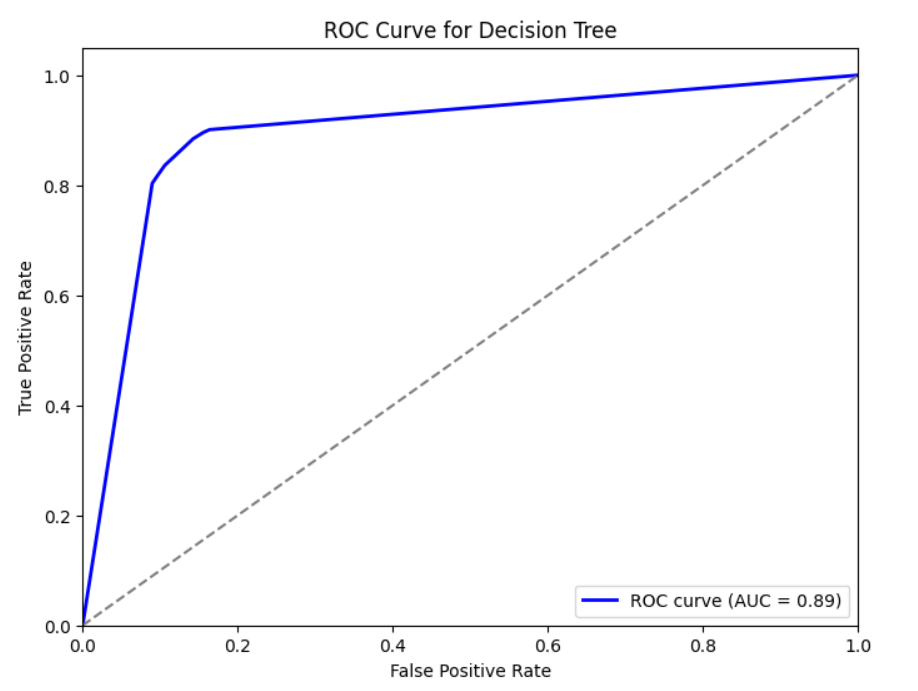 ROC Curve for Decision Tree
True Positive Rate
1.0
0.8
0.6
0.4
0.2
0.0
ROC curve (AUC = 0.89)
0.0 0.2 0.4 0.6 0.8 1.0
False Positive Rate